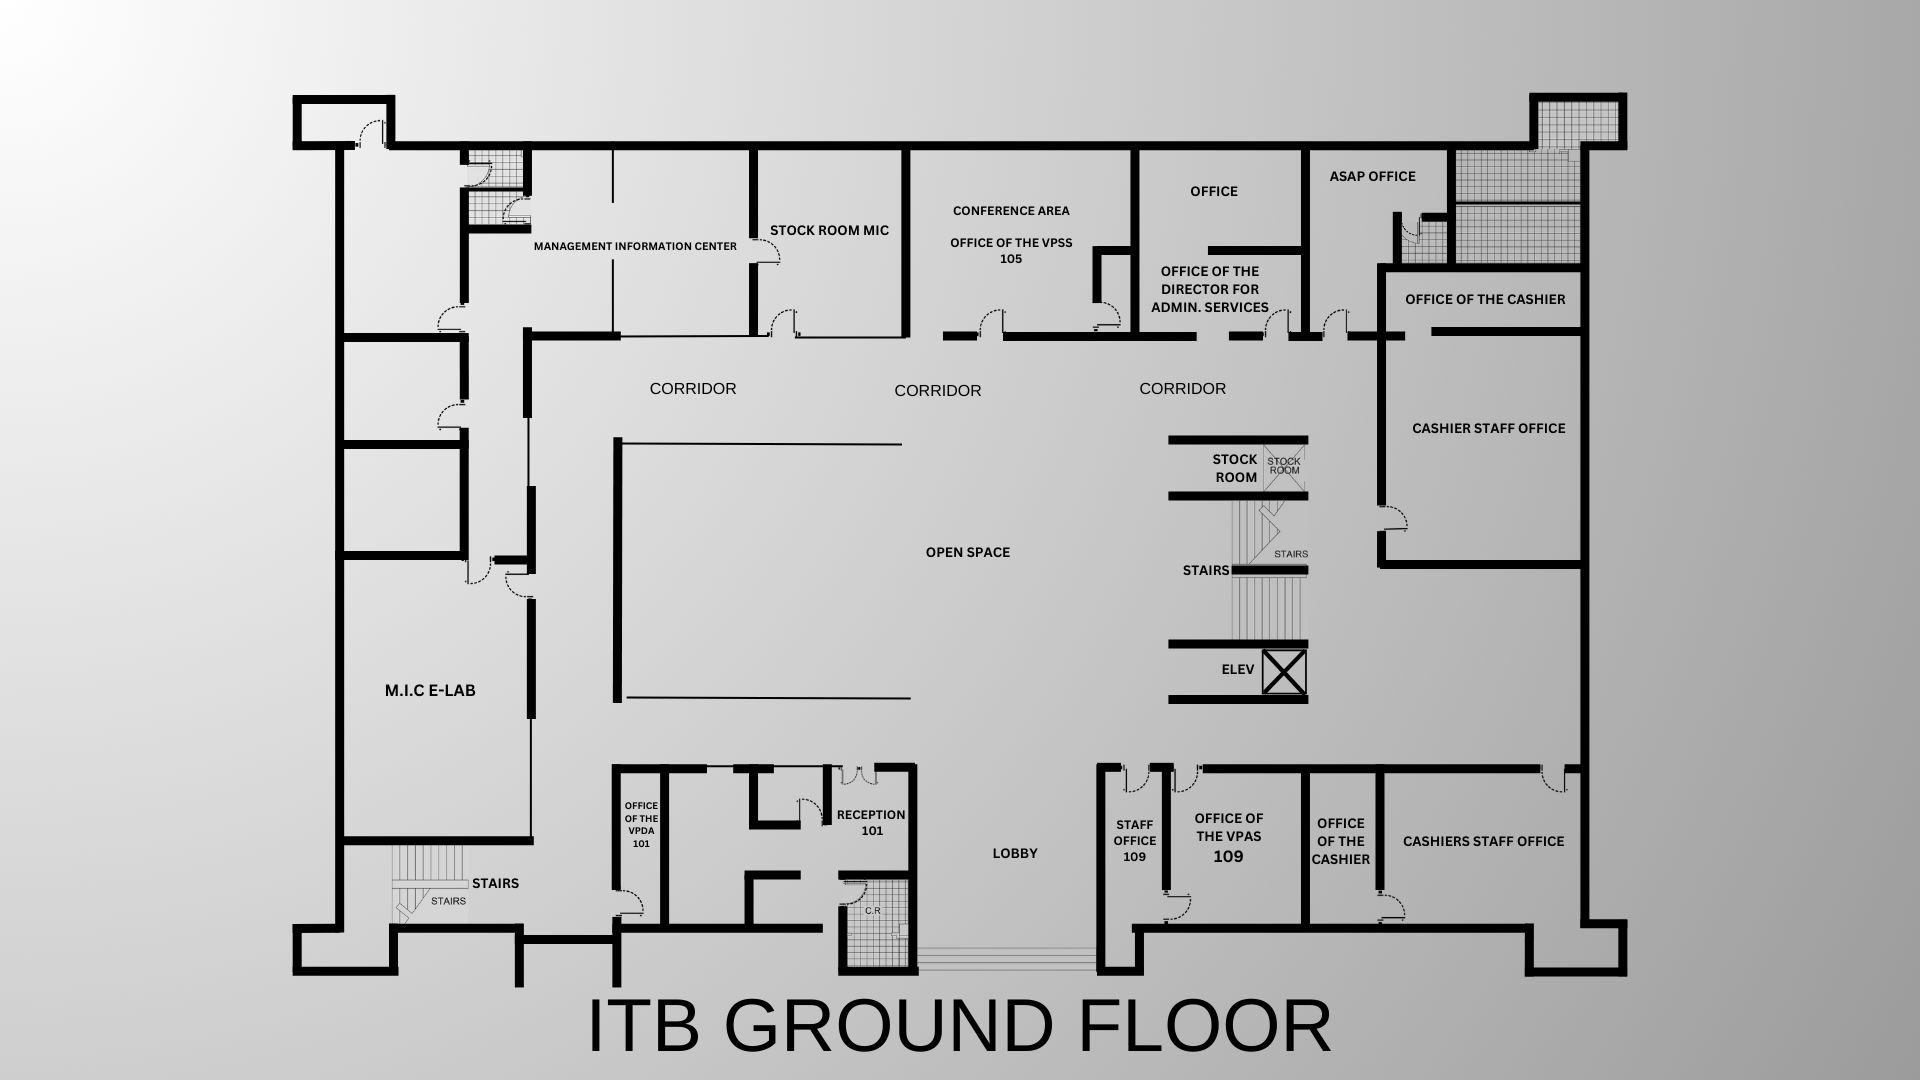 ASAP OFFICE
OFFICE
CONFERENCE AREA
OFFICE OF THE VPSS
105
STOCK ROOM MIC
MANAGEMENT INFORMATION CENTER
OFFICE OF THE
DIRECTOR FOR
ADMIN. SERVICES
OFFICE OF THE CASHIER
CORRIDOR
CORRIDOR
CORRIDOR
CASHIER STAFF OFFICE
STOCK
ROOM
STOCK
ROOM
OPEN SPACE
STAIRS
STAIRS
ELEV
M.I.C E-LAB
OFFICE
OF THE
VPDA
101
RECEPTION
101
LOBBY
STAFF
OFFICE
109
OFFICE OF
THE VPAS
109
OFFICE
OF THE
CASHIER
CASHIERS STAFF OFFICE
STAIRS
STAIRS
C.R
ITB GROUND FLOOR